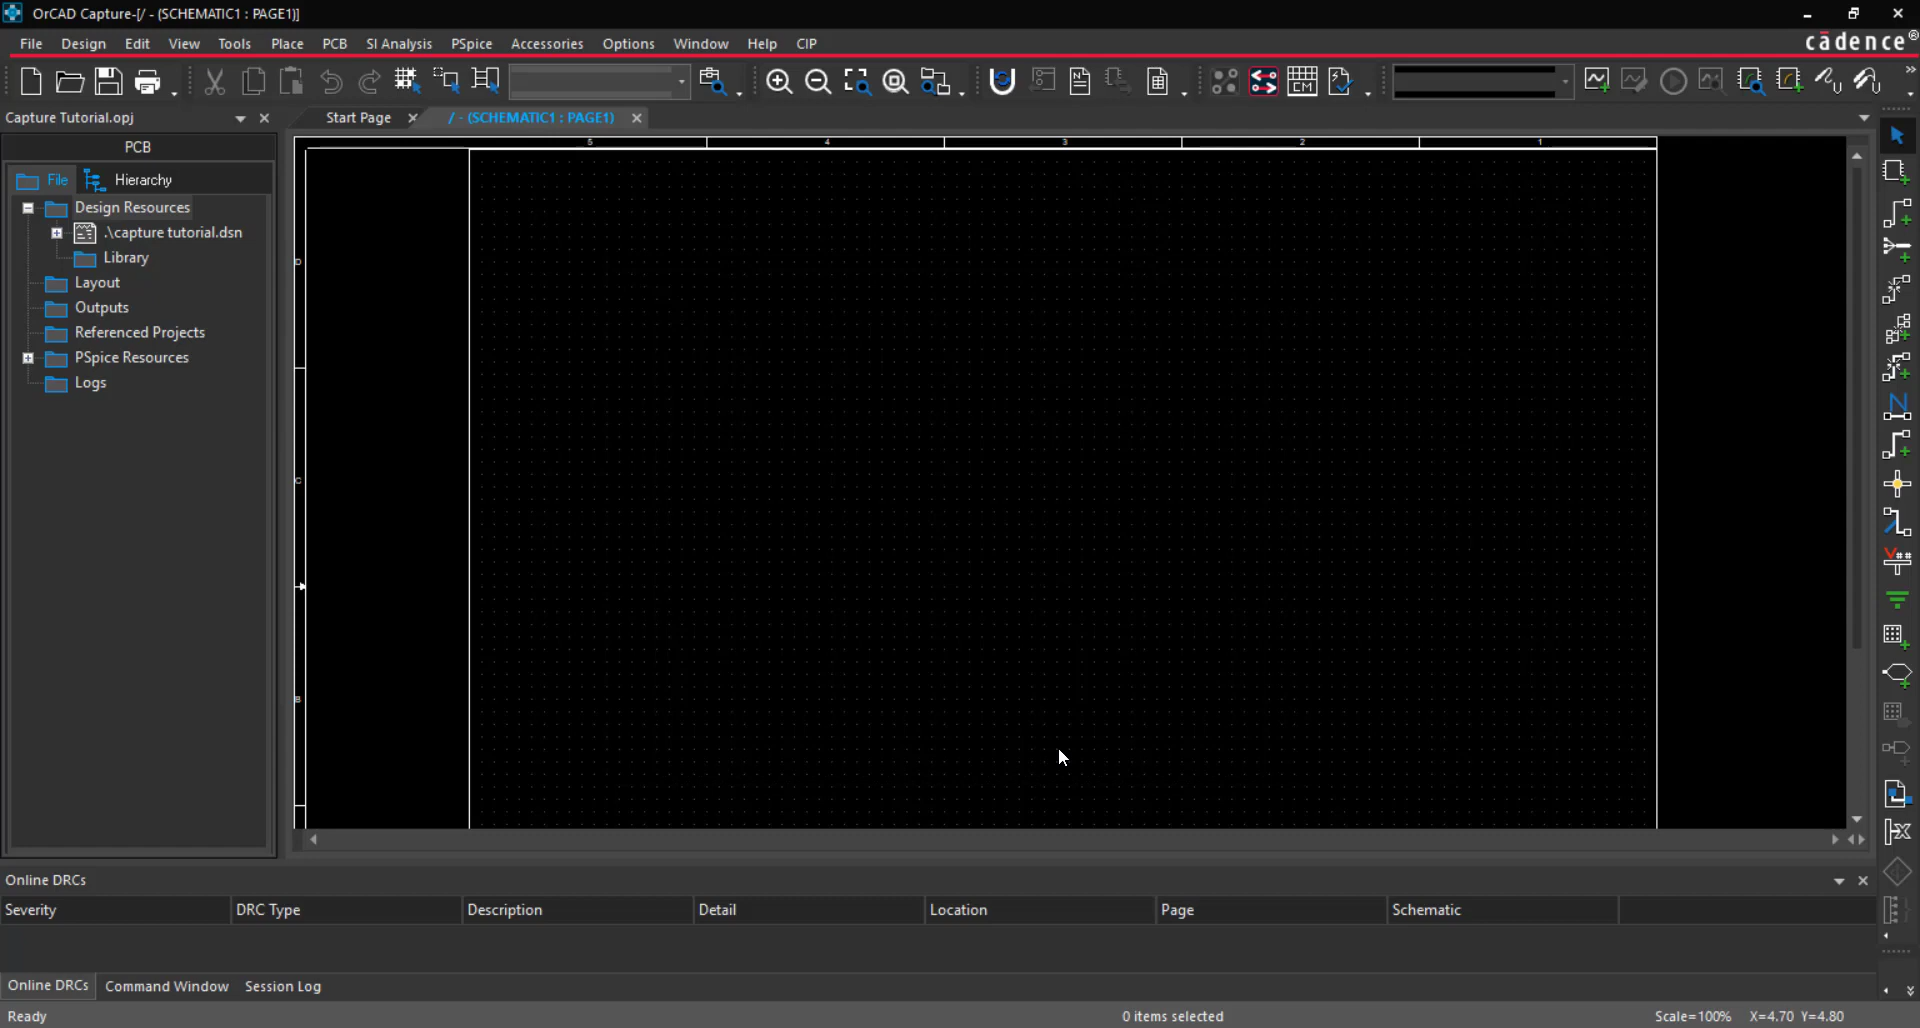 OrCAD Capture-[/ - (SCHEMATIC1 : PAGE1)]
File Design Edit View Tools Place PCB SI Analysis PSpice Accessories Options Window Help CIP
cādence®
Capture Tutorial.opj
Start Page
/ - (SCHEMATIC1 : PAGE1)
PCB
File Hierarchy
Design Resources
.\capture tutorial.dsn
Library
Layout
Outputs
Referenced Projects
PSpice Resources
Logs
5 4 3 2 1
D
C
B
CM
N
U
U
N
V##
X
Online DRCs
Severity DRC Type Description Detail Location Page Schematic
Online DRCs Command Window Session Log
Ready 0 items selected Scale=100% X=4.70 Y=4.80